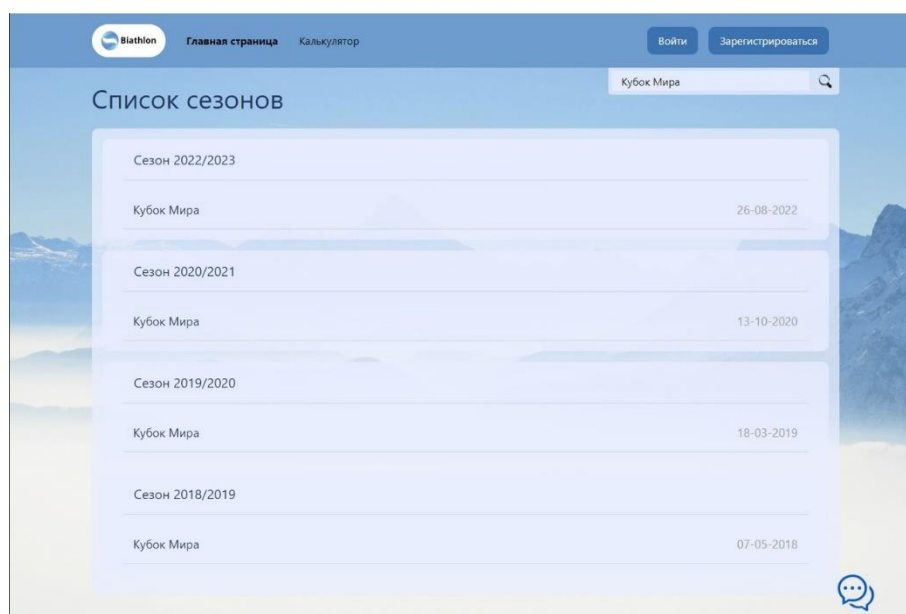 Biathlon Главная страница Калькулятор Войти Зарегистрироваться
Кубок Мира
Список сезонов
Сезон 2022/2023
Кубок Мира 26-08-2022
Сезон 2020/2021
Кубок Мира 13-10-2020
Сезон 2019/2020
Кубок Мира 18-03-2019
Сезон 2018/2019
Кубок Мира 07-05-2018